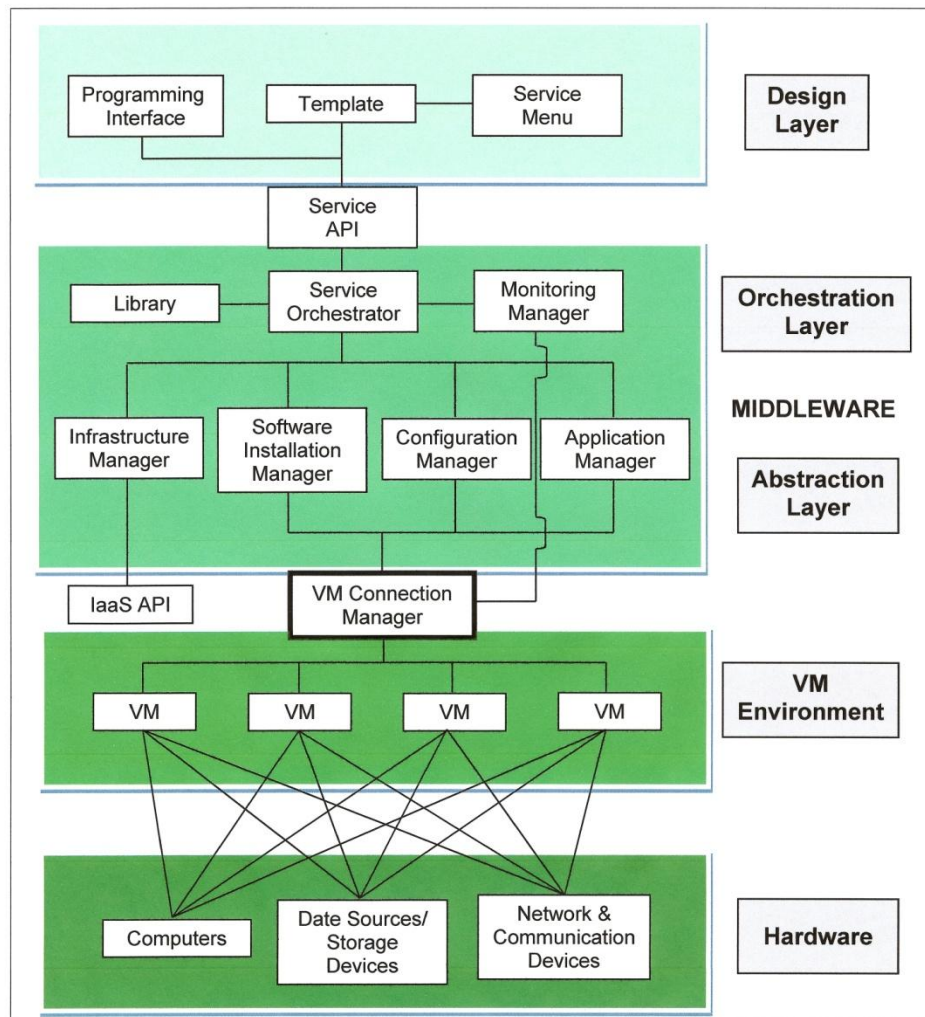 Programming
Interface
Template
Service
Menu
Design
Layer
Service
API
Library
Service
Orchestrator
Monitoring
Manager
Orchestration
Layer
MIDDLEWARE
Infrastructure
Manager
Software
Installation
Manager
Configuration
Manager
Application
Manager
Abstraction
Layer
IaaS API
VM Connection
Manager
VM
VM
VM
VM
VM
Environment
Computers
Date Sources/
Storage
Devices
Network &
Communication
Devices
Hardware